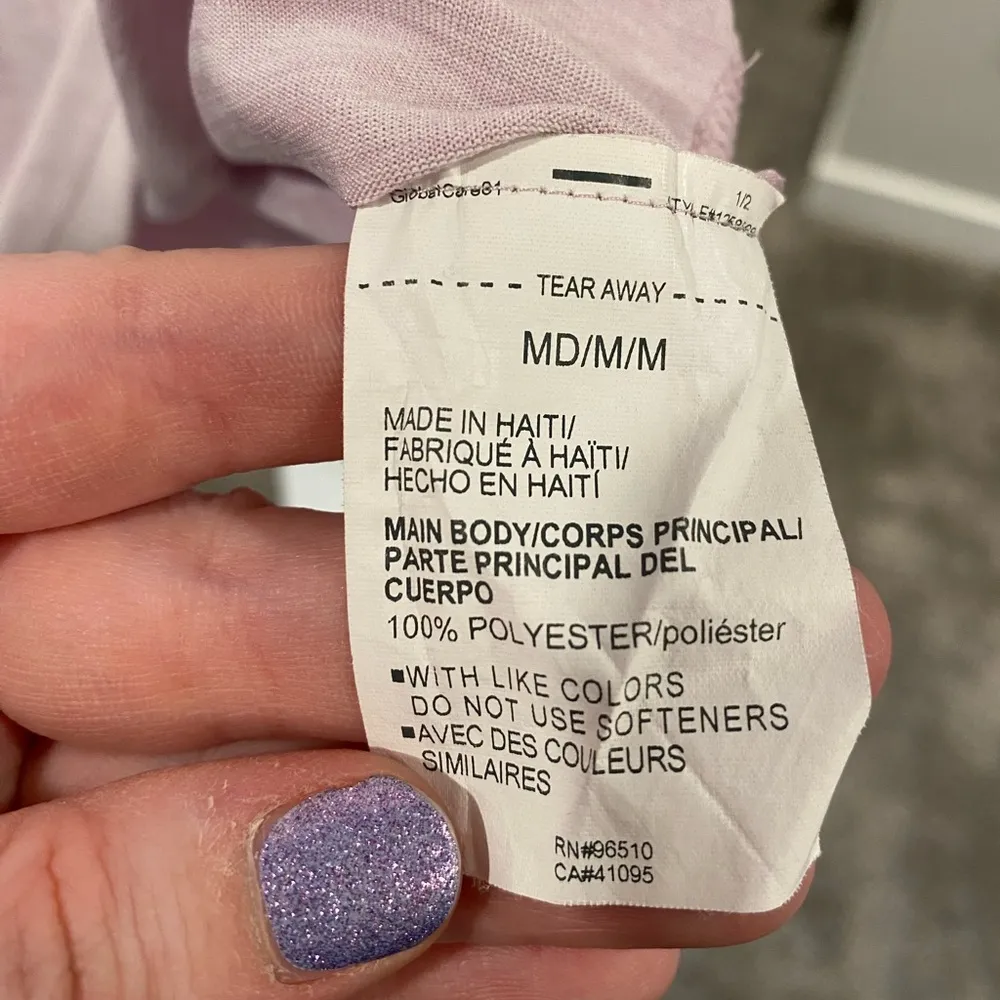 GlobalCare81
1/2
TEAR AWAY
MD/M/M
MADE IN HAITI/
FABRIQUÉ À HAÏTI/
HECHO EN HAITÍ
MAIN BODY/CORPS PRINCIPAL/
PARTE PRINCIPAL DEL
CUERPO
100% POLYESTER/poliéster
■WITH LIKE COLORS
DO NOT USE SOFTENERS
■AVEC DES COULEURS
SIMILAIRES
RN#96510
CA#41095